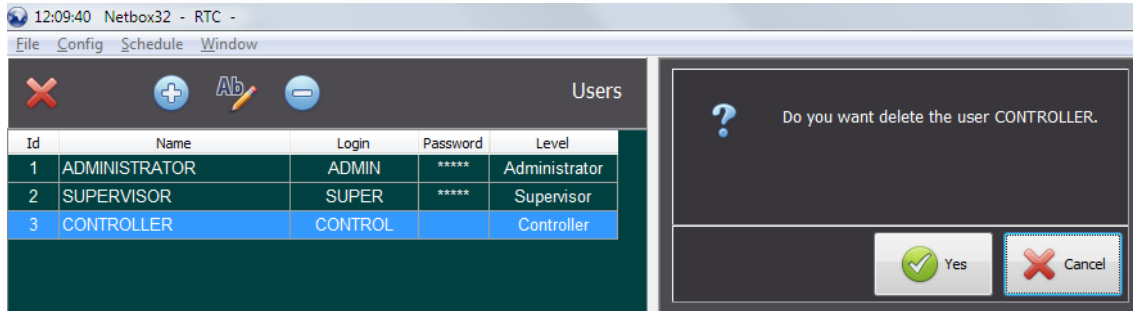 12:09:40 Netbox32 - RTC -
File Config Schedule Window
Ab
Users
Id Name Login Password Level
1 ADMINISTRATOR ADMIN ***** Administrator
2 SUPERVISOR SUPER ***** Supervisor
3 CONTROLLER CONTROL Controller
?
Do you want delete the user CONTROLLER.
Yes Cancel